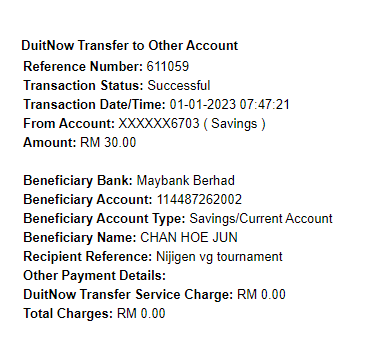 DuitNow Transfer to Other Account
Reference Number: 611059
Transaction Status: Successful
Transaction Date/Time: 01-01-2023 07:47:21
From Account: XXXXXX6703 ( Savings )
Amount: RM 30.00
Beneficiary Bank: Maybank Berhad
Beneficiary Account: 114487262002
Beneficiary Account Type: Savings/Current Account
Beneficiary Name: CHAN HOE JUN
Recipient Reference: Nijigen vg tournament
Other Payment Details:
DuitNow Transfer Service Charge: RM 0.00
Total Charges: RM 0.00